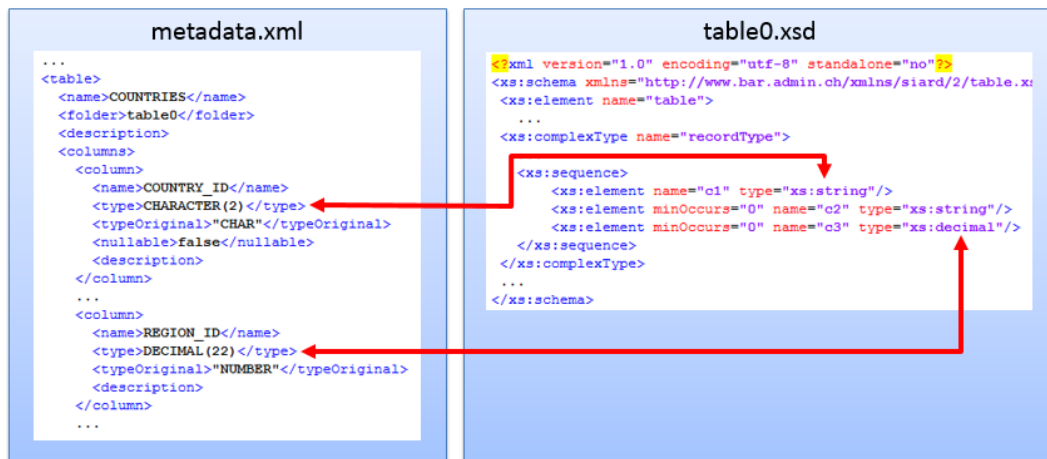 metadata.xml
...
<table>
<name>COUNTRIES</name>
<folder>table0</folder>
<description>
<columns>
<column>
<name>COUNTRY_ID</name>
<type>CHARACTER(2)</type>
<typeOriginal>"CHAR"</typeOriginal>
<nullable>false</nullable>
<description>
</column>
...
<column>
<name>REGION_ID</name>
<type>DECIMAL(22)</type>
<typeOriginal>"NUMBER"</typeOriginal>
<description>
</column>
...
table0.xsd
<?xml version="1.0" encoding="utf-8" standalone="no"?>
<xs:schema xmlns="http://www.bar.admin.ch/xmlns/siard/2/table.xs
<xs:element name="table">
...
<xs:complexType name="recordType">
<xs:sequence>
<xs:element name="c1" type="xs:string"/>
<xs:element minOccurs="0" name="c2" type="xs:string"/>
<xs:element minOccurs="0" name="c3" type="xs:decimal"/>
</xs:sequence>
</xs:complexType>
...
</xs:schema>